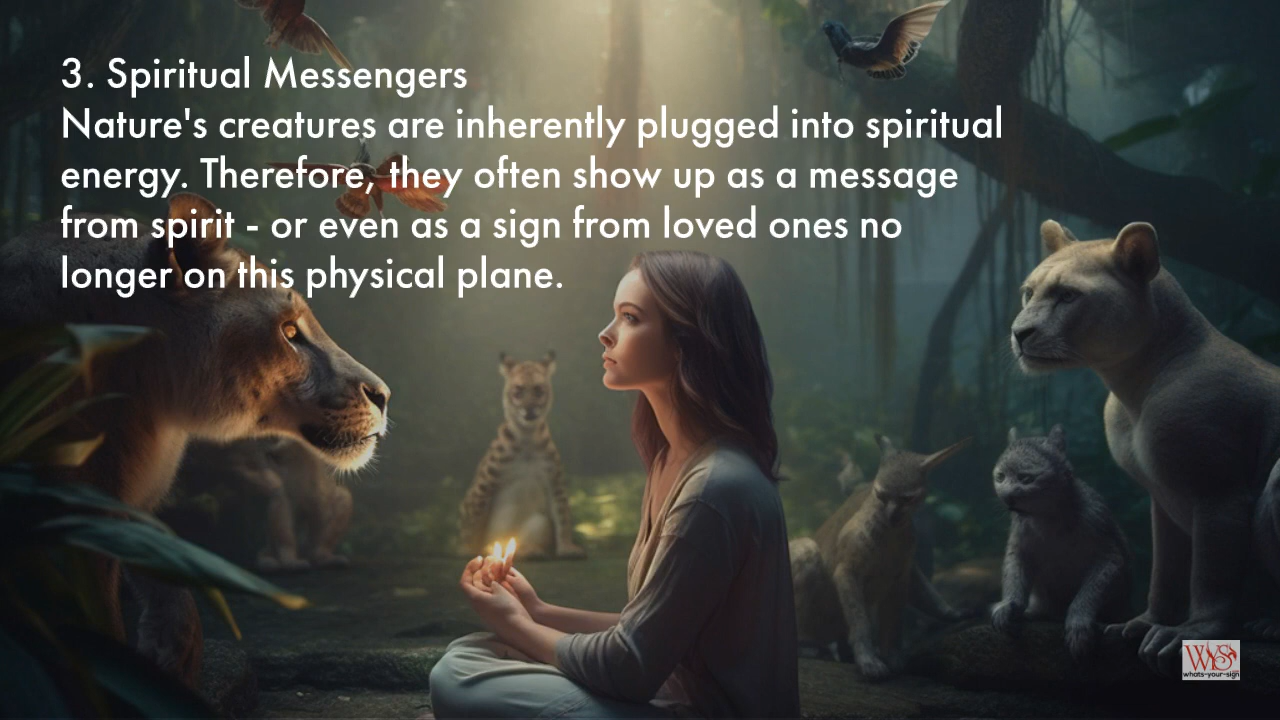 3. Spiritual Messengers
Nature's creatures are inherently plugged into spiritual
energy. Therefore, they often show up as a message
from spirit - or even as a sign from loved ones no
longer on this physical plane.
WYS
whats-your-sign